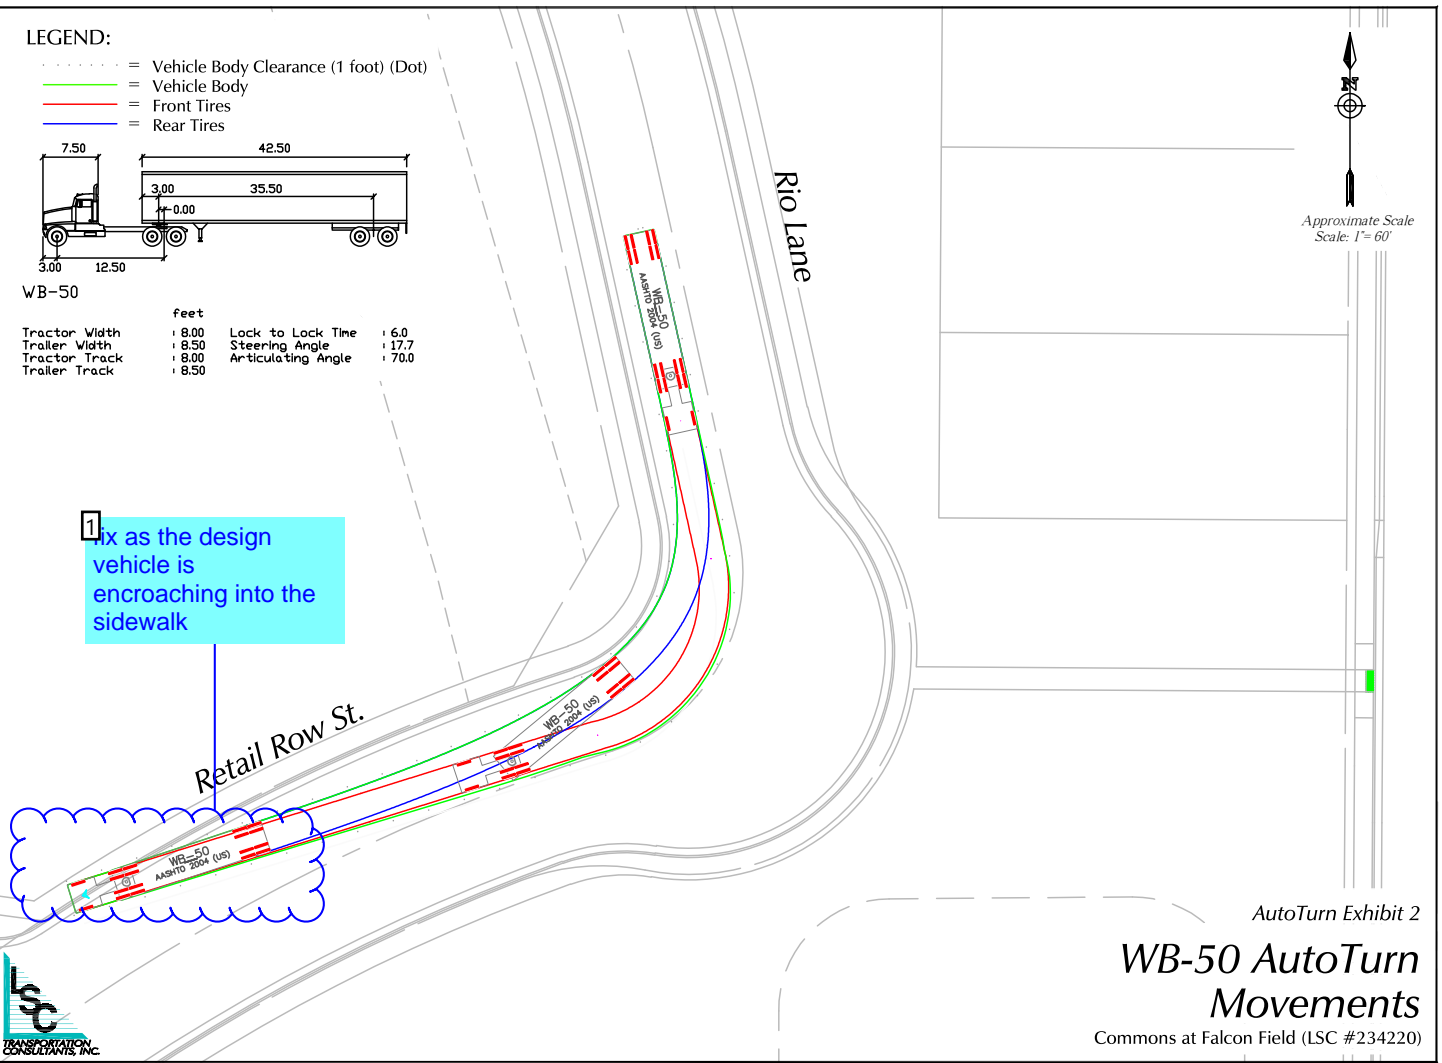 LEGEND:
= Vehicle Body Clearance (1 foot) (Dot)
= Vehicle Body
= Front Tires
= Rear Tires
7.50
42.50
3.00
35.50
0.00
3.00
12.50
WB-50
feet
Tractor Width : 8.00 Lock to Lock Time : 6.0
Trailer Width : 8.50 Steering Angle : 17.7
Tractor Track : 8.00 Articulating Angle : 70.0
Trailer Track : 8.50
N
Approximate Scale
Scale: 1"= 60'
Rio Lane
WB-50
AASHTO 2004 (US)
1
fix as the design
vehicle is
encroaching into the
sidewalk
Retail Row St.
WB-50
AASHTO 2004 (US)
WB-50
AASHTO 2004 (US)
AutoTurn Exhibit 2
WB-50 AutoTurn
Movements
Commons at Falcon Field (LSC #234220)
LSC
TRANSPORTATION
CONSULTANTS, INC.